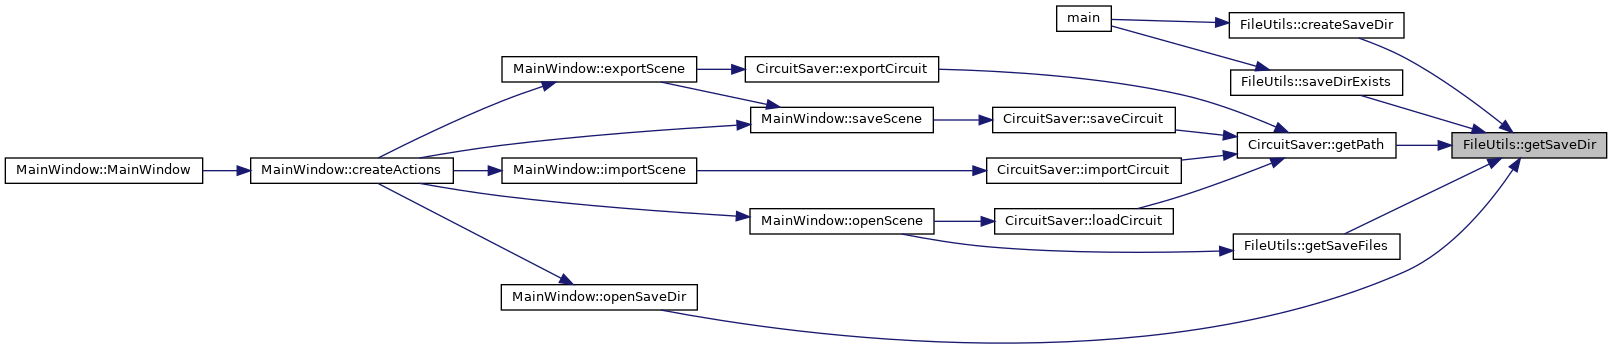 main
FileUtils::createSaveDir
MainWindow::exportScene
CircuitSaver::exportCircuit
FileUtils::saveDirExists
MainWindow::saveScene
CircuitSaver::saveCircuit
CircuitSaver::getPath
FileUtils::getSaveDir
MainWindow::MainWindow
MainWindow::createActions
MainWindow::importScene
CircuitSaver::importCircuit
MainWindow::openScene
CircuitSaver::loadCircuit
FileUtils::getSaveFiles
MainWindow::openSaveDir